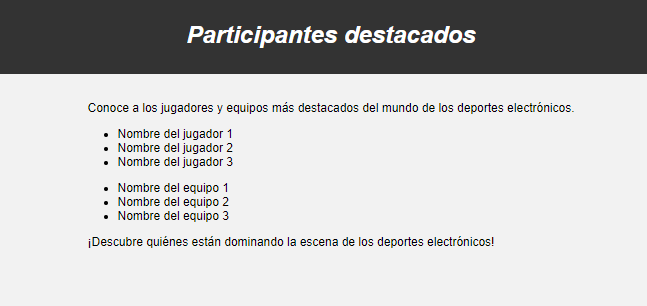 Participantes destacados
Conoce a los jugadores y equipos más destacados del mundo de los deportes electrónicos.
Nombre del jugador 1
Nombre del jugador 2
Nombre del jugador 3
Nombre del equipo 1
Nombre del equipo 2
Nombre del equipo 3
¡Descubre quiénes están dominando la escena de los deportes electrónicos!